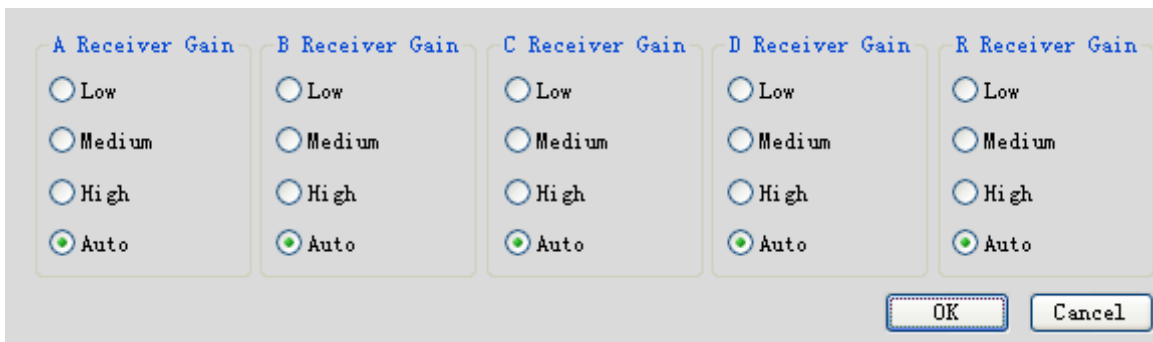 A Receiver Gain B Receiver Gain C Receiver Gain D Receiver Gain R Receiver Gain
Low Low Low Low Low
Medium Medium Medium Medium Medium
High High High High High
Auto Auto Auto Auto Auto
OK Cancel